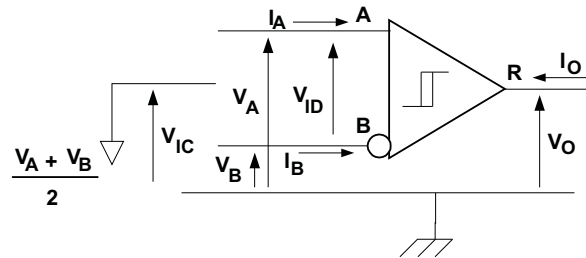 I_A A
R I_O
V_A V_ID
B
V_IC
V_A + V_B
2
V_B I_B
V_O